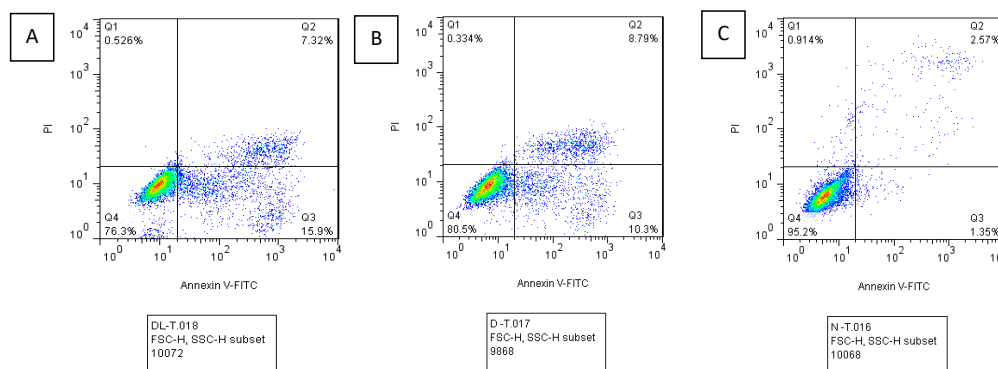 A
Q1
0.526%
Q2
7.32%
10^4
10^3
10^2
10^1
10^0
PI
Q4
76.3%
Q3
15.9%
10^0 10^1 10^2 10^3 10^4
Annexin V-FITC
DL-T.018
FSC-H, SSC-H subset
10072
B
Q1
0.334%
Q2
8.79%
10^4
10^3
10^2
10^1
10^0
PI
Q4
80.5%
Q3
10.3%
10^0 10^1 10^2 10^3 10^4
Annexin V-FITC
D -T.017
FSC-H, SSC-H subset
9868
C
Q1
0.914%
Q2
2.57%
10^4
10^3
10^2
10^1
10^0
PI
Q4
95.2%
Q3
1.35%
10^0 10^1 10^2 10^3
Annexin V-FITC
N -T.016
FSC-H, SSC-H subset
10068